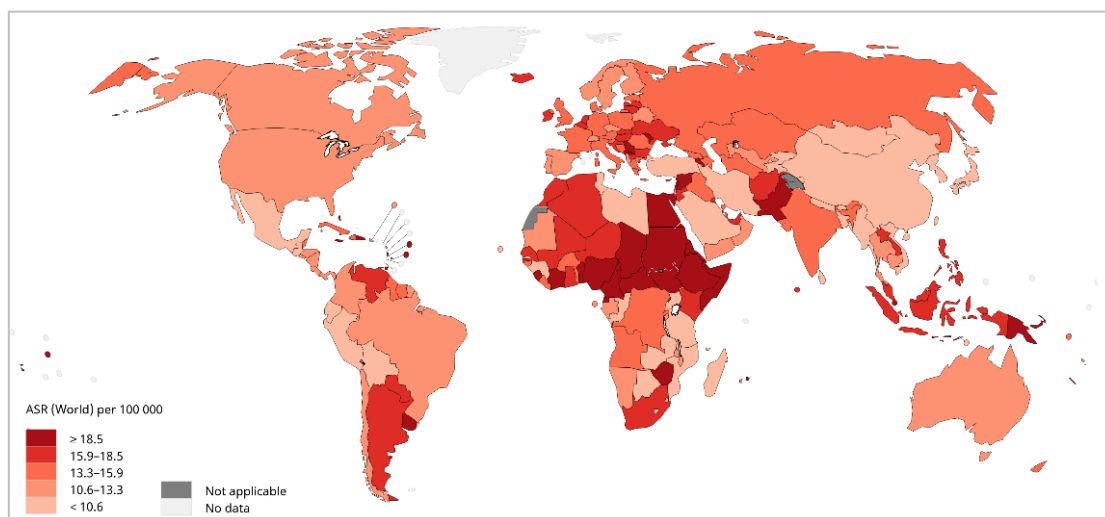 ASR (World) per 100 000
≥ 18.5
15.9–18.5
13.3–15.9
10.6–13.3
< 10.6
Not applicable
No data